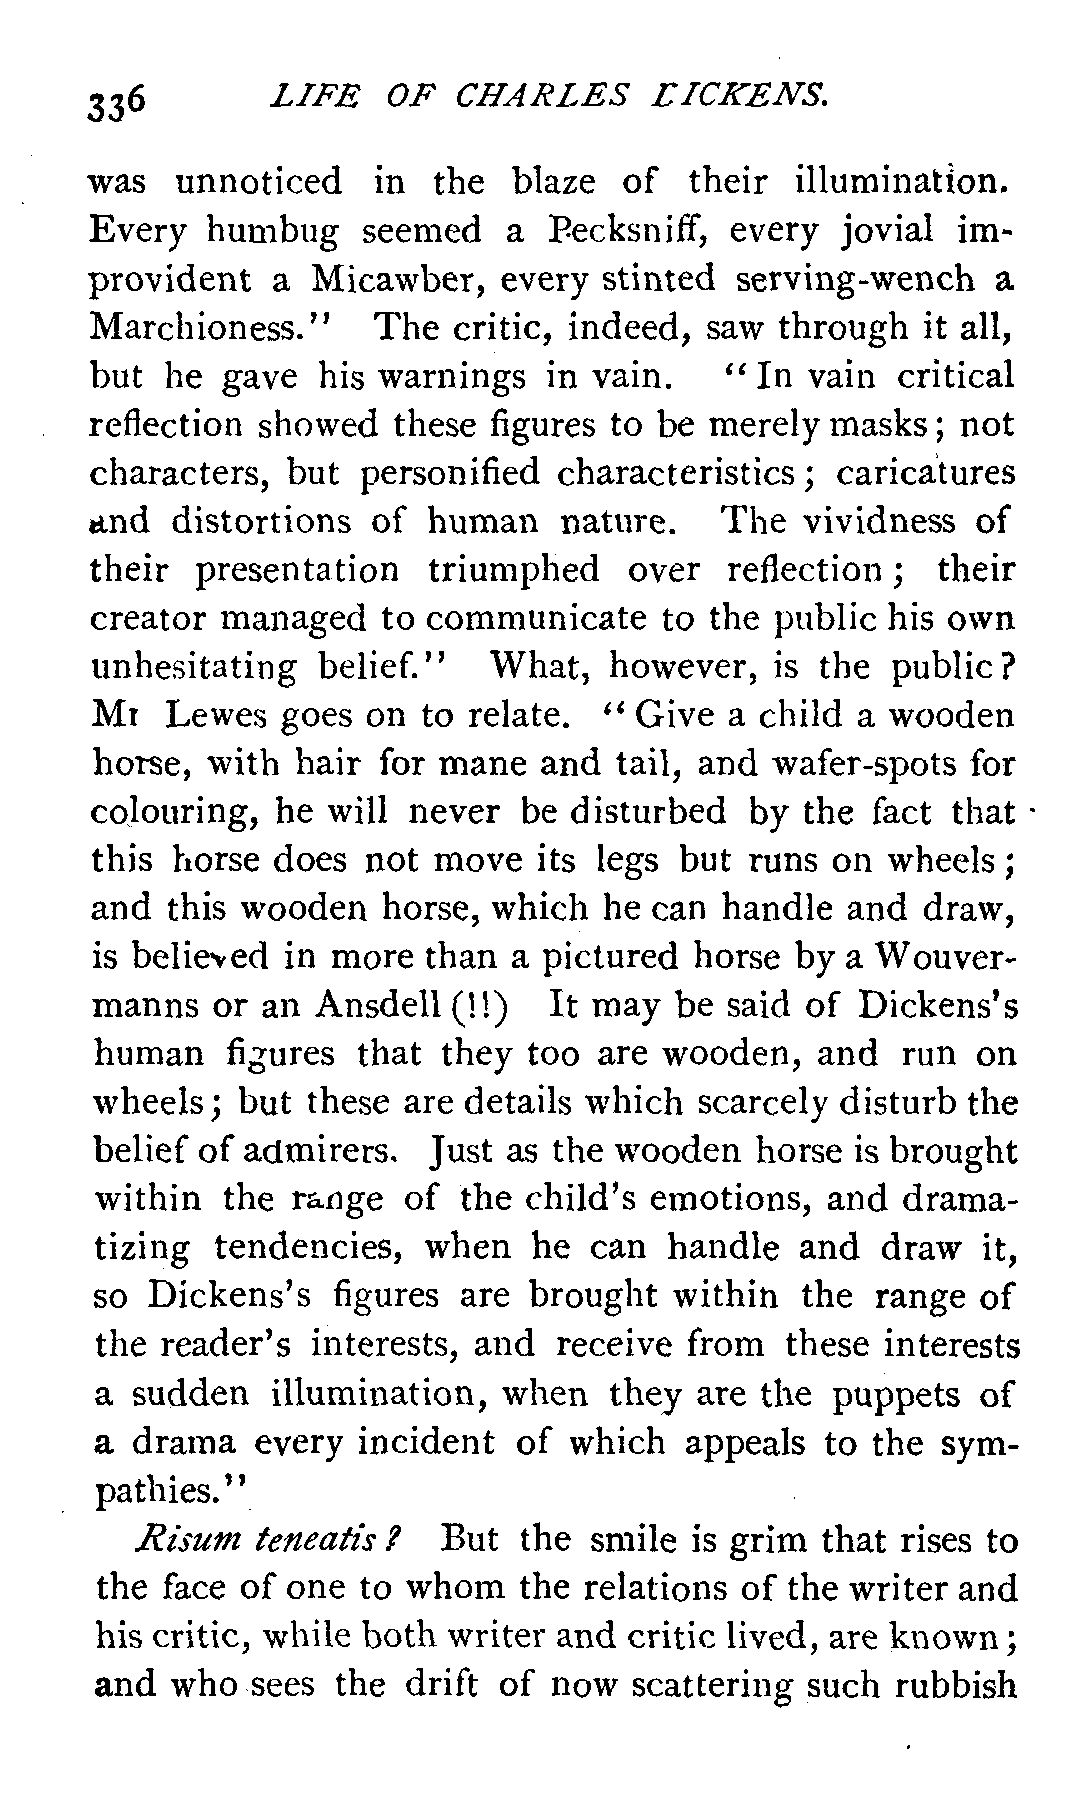 336 LIFE OF CHARLES DICKENS.
was unnoticed in the blaze of their illumination.
Every humbug seemed a Pecksniff, every jovial im-
provident a Micawber, every stinted serving-wench a
Marchioness." The critic, indeed, saw through it all,
but he gave his warnings in vain. "In vain critical
reflection showed these figures to be merely masks; not
characters, but personified characteristics; caricatures
and distortions of human nature. The vividness of
their presentation triumphed over reflection; their
creator managed to communicate to the public his own
unhesitating belief." What, however, is the public?
Mr Lewes goes on to relate. "Give a child a wooden
horse, with hair for mane and tail, and wafer-spots for
colouring, he will never be disturbed by the fact that
this horse does not move its legs but runs on wheels;
and this wooden horse, which he can handle and draw,
is believed in more than a pictured horse by a Wouver-
manns or an Ansdell (!!) It may be said of Dickens's
human figures that they too are wooden, and run on
wheels; but these are details which scarcely disturb the
belief of admirers. Just as the wooden horse is brought
within the range of the child's emotions, and drama-
tizing tendencies, when he can handle and draw it,
so Dickens's figures are brought within the range of
the reader's interests, and receive from these interests
a sudden illumination, when they are the puppets of
a drama every incident of which appeals to the sym-
pathies."
Risum teneatis? But the smile is grim that rises to
the face of one to whom the relations of the writer and
his critic, while both writer and critic lived, are known;
and who sees the drift of now scattering such rubbish